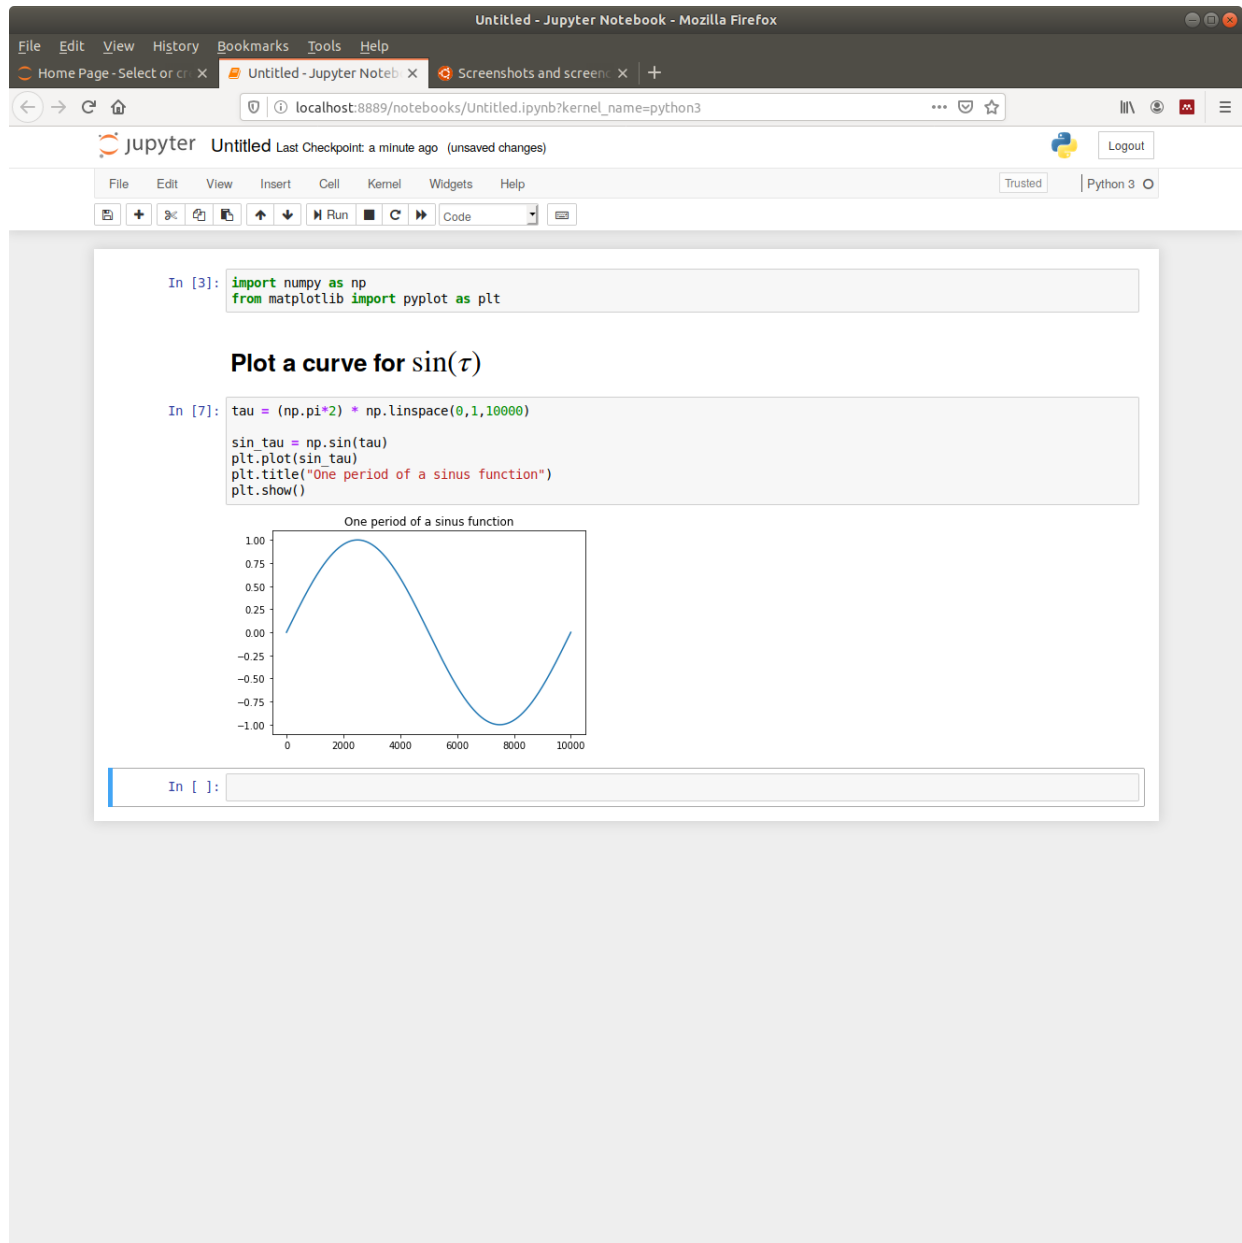 Untitled - Jupyter Notebook - Mozilla Firefox
File Edit View History Bookmarks Tools Help
Home Page - Select or cr Untitled - Jupyter Noteb Screenshots and screenc
localhost:8889/notebooks/Untitled.ipynb?kernel_name=python3
jupyter Untitled Last Checkpoint: a minute ago (unsaved changes) Logout
File Edit View Insert Cell Kernel Widgets Help Trusted Python 3
Run Code
In [3]: import numpy as np
from matplotlib import pyplot as plt
Plot a curve for sin(τ)
In [7]: tau = (np.pi*2) * np.linspace(0,1,10000)
sin_tau = np.sin(tau)
plt.plot(sin_tau)
plt.title("One period of a sinus function")
plt.show()
One period of a sinus function
1.00
0.75
0.50
0.25
0.00
−0.25
−0.50
−0.75
−1.00
0 2000 4000 6000 8000 10000
In [ ]: